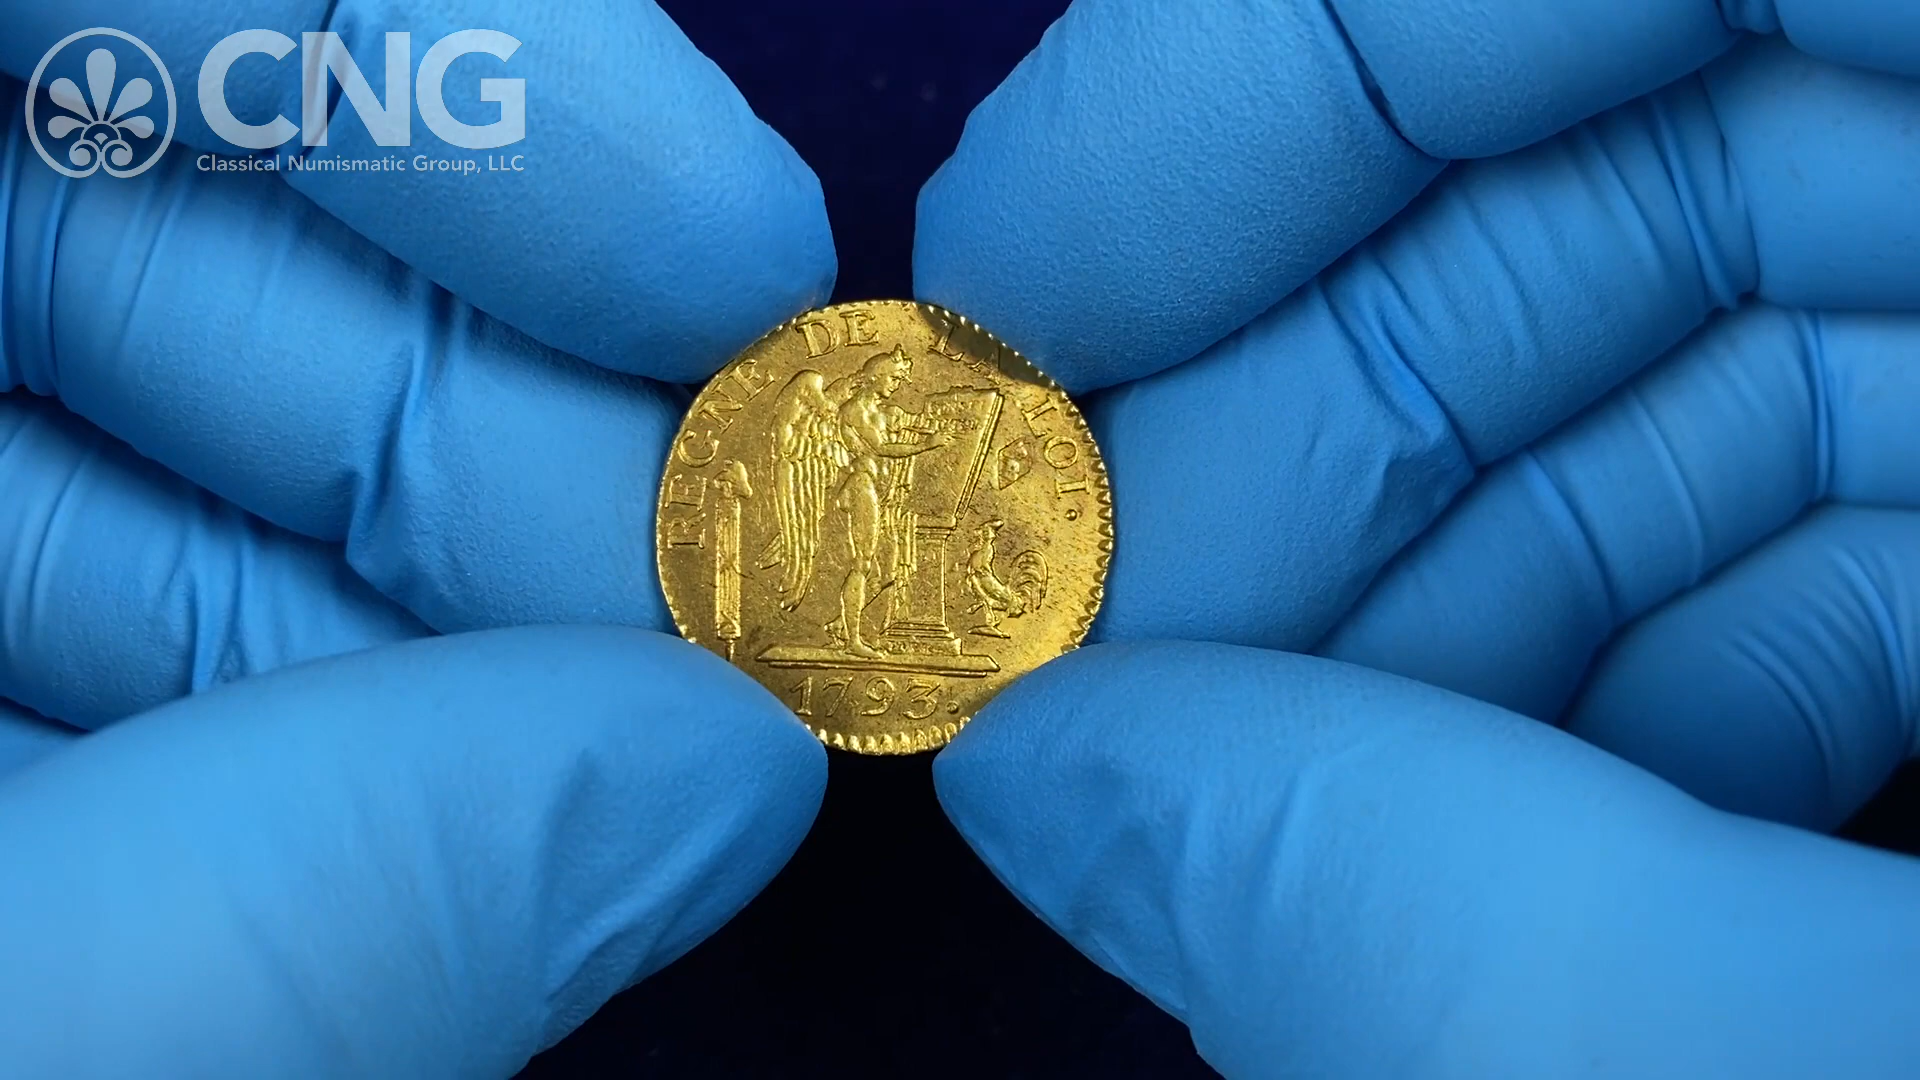 CNG
Classical Numismatic Group, LLC
REGNE DE LA LOI.
1793.